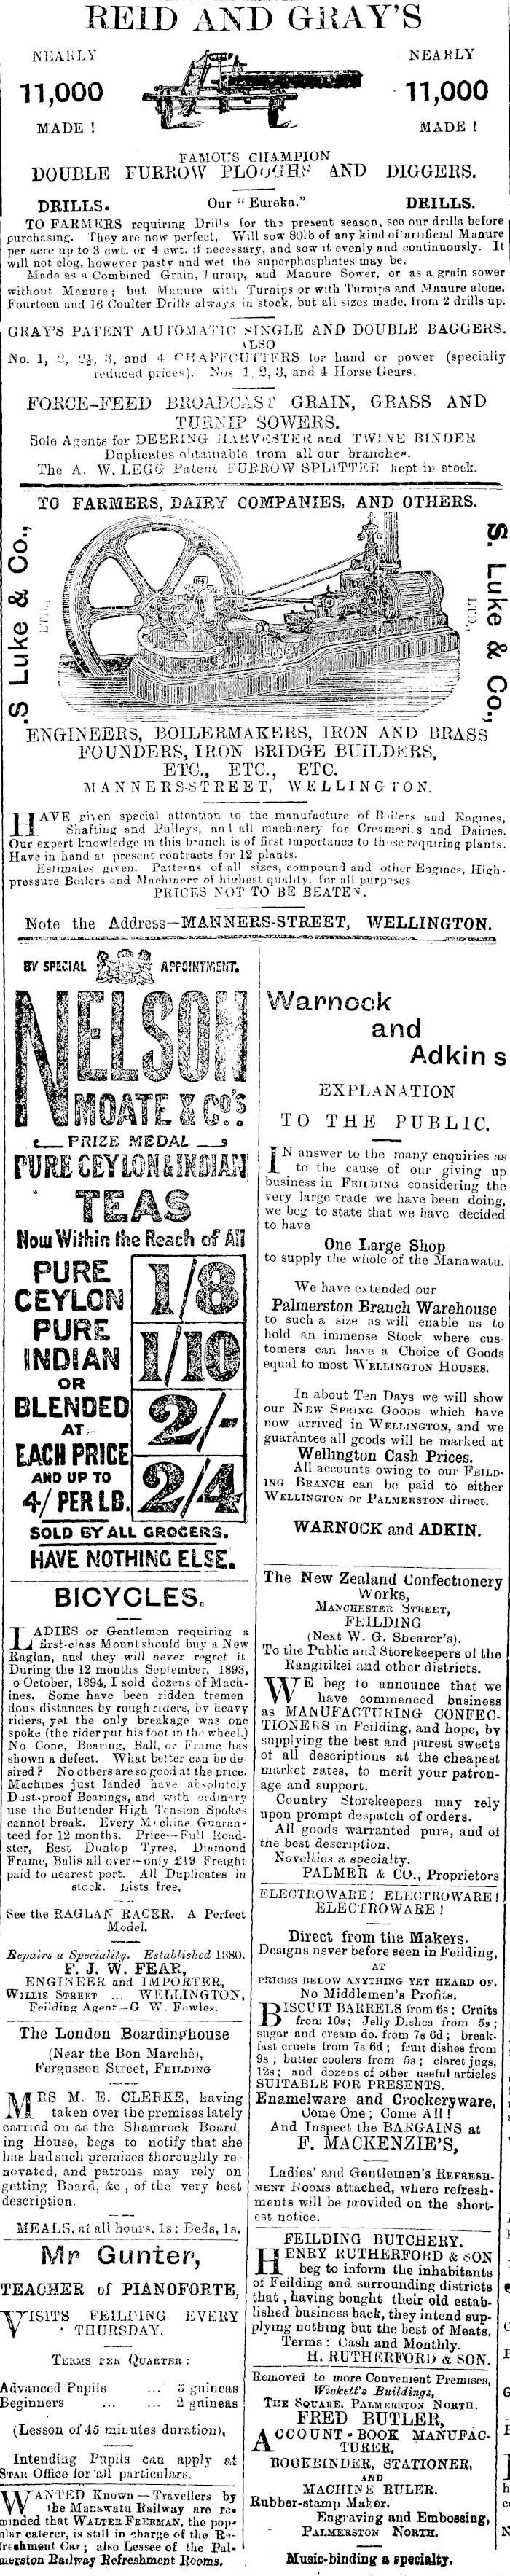 REID AND GRAY'S
NEARLY
11,000
MADE !
NEARLY
11,000
MADE !
FAMOUS CHAMPION
DOUBLE FURROW PLOUGHS AND DIGGERS.
DRILLS. Our "Eureka." DRILLS.
TO FARMERS requiring Drills for the present season, see our drills before
purchasing. They are now perfect, Will sow 80lb of any kind of artificial Manure
per acre up to 3 cwt. or 4 cwt. if necessary, and sow it evenly and continuously. It
will not clog, however pasty and wet the superphosphates may be.
Made as a Combined Grain, Turnip, and Manure Sower, or as a grain sower
without Manure; but Manure with Turnips or with Turnips and Manure alone.
Fourteen and 16 Coulter Drills always in stock, but all sizes made, from 2 drills up.
GRAY'S PATENT AUTOMATIC SINGLE AND DOUBLE BAGGERS.
ALSO
No. 1, 2, 2½, 3, and 4 CHAFFCUTTERS for hand or power (specially
reduced prices). Nos 1, 2, 3, and 4 Horse Gears.
FORCE-FEED BROADCAST GRAIN, GRASS AND
TURNIP SOWERS.
Sole Agents for DEERING HARVESTER and TWINE BINDER
Duplicates obtainable from all our branches.
The A. W. LEGG Patent FURROW SPLITTER kept in stock.
TO FARMERS, DAIRY COMPANIES, AND OTHERS.
.S Luke & Co.,
LTD.,
S. LUKE & SONS
S. Luke & Co.,
LTD.,
ENGINEERS, BOILERMAKERS, IRON AND BRASS
FOUNDERS, IRON BRIDGE BUILDERS,
ETC., ETC., ETC.
MANNERS-STREET, WELLINGTON.
HAVE given special attention to the manufacture of Boilers and Engines,
Shafting and Pulleys, and all machinery for Creameries and Dairies.
Our expert knowledge in this branch is of first importance to those requiring plants.
Have in hand at present contracts for 12 plants.
Estimates given. Patterns of all sizes, compound and other Engines, High-
pressure Boilers and Machinery of highest quality, for all purposes
PRICES NOT TO BE BEATEN.
Note the Address—MANNERS-STREET, WELLINGTON.
BY SPECIAL APPOINTMENT.
NELSON
MOATE & Co's
PRIZE MEDAL
PURE CEYLON & INDIAN
TEAS
Now Within the Reach of All
PURE
CEYLON
PURE
INDIAN
OR
BLENDED
AT
EACH PRICE
AND UP TO
4/ PER LB.
1/8
1/10
2/-
2/4
SOLD BY ALL GROCERS.
HAVE NOTHING ELSE.
BICYCLES.
LADIES or Gentlemen requiring a
first-class Mount should buy a New
Raglan, and they will never regret it
During the 12 months September, 1893,
o October, 1894, I sold dozens of Mach-
ines. Some have been ridden tremen
dous distances by rough riders, by heavy
riders, yet the only breakage was one
spoke (the rider put his foot in the wheel.)
No Cone, Bearing, Ball, or Frame has
shown a defect. What better can be de-
sired? No others are so good at the price.
Machines just landed have absolutely
Dust-proof Bearings, and with ordinary
use the Buttender High Tension Spokes
cannot break. Every Machine Guaran-
teed for 12 months. Price—Full Road-
ster, Best Dunlop Tyres, Diamond
Frame, Balls all over—only £19 Freight
paid to nearest port. All Duplicates in
stock. Lists free.
See the RAGLAN RACER. A Perfect
Model.
Repairs a Speciality. Established 1880.
F. J. W. FEAR,
ENGINEER and IMPORTER,
WILLIS STREET ... WELLINGTON,
Feilding Agent—G W. Fowles.
The London Boardinghouse
(Near the Bon Marché),
Fergusson Street, FEILDING
MRS M. E. CLERKE, having
taken over the premises lately
carried on as the Shamrock Board
ing House, begs to notify that she
has had such premises thoroughly re-
novated, and patrons may rely on
getting Board, &c, of the very best
description.
MEALS, at all hours, 1s; Beds, 1s.
Mr Gunter,
TEACHER of PIANOFORTE,
VISITS FEILDING EVERY
THURSDAY.
TERMS PER QUARTER:
Advanced Pupils ... 3 guineas
Beginners ... ... 2 guineas
(Lesson of 45 minutes duration),
Intending Pupils can apply at
STAR Office for all particulars.
WANTED Known — Travellers by
the Manawatu Railway are re-
minded that WALTER FREEMAN, the pop-
ular caterer, is still in charge of the Re-
freshment Car; also Lessee of the Pal-
merston Railway Refreshment Rooms.
Warnock
and
Adkin s
EXPLANATION
TO THE PUBLIC.
IN answer to the many enquiries as
to the cause of our giving up
business in FEILDING considering the
very large trade we have been doing,
we beg to state that we have decided
to have
One Large Shop
to supply the whole of the Manawatu.
We have extended our
Palmerston Branch Warehouse
to such a size as will enable us to
hold an immense Stock where cus-
tomers can have a Choice of Goods
equal to most WELLINGTON HOUSES.
In about Ten Days we will show
our NEW SPRING GOODS which have
now arrived in WELLINGTON, and we
guarantee all goods will be marked at
Wellington Cash Prices.
All accounts owing to our FEILD-
ING BRANCH can be paid to either
WELLINGTON or PALMERSTON direct.
WARNOCK and ADKIN.
The New Zealand Confectionery
Works,
MANCHESTER STREET,
FEILDING
(Next W. G. Shearer's).
To the Public and Storekeepers of the
Rangitikei and other districts.
WE beg to announce that we
have commenced business
as MANUFACTURING CONFEC-
TIONERS in Feilding, and hope, by
supplying the best and purest sweets
of all descriptions at the cheapest
market rates, to merit your patron-
age and support.
Country Storekeepers may rely
upon prompt despatch of orders.
All goods warranted pure, and of
the best description.
Novelties a specialty.
PALMER & CO., Proprietors
ELECTROWARE! ELECTROWARE!
ELECTROWARE!
Direct from the Makers.
Designs never before seen in Feilding,
AT
PRICES BELOW ANYTHING YET HEARD OF.
No Middlemen's Profits.
BISCUIT BARRELS from 6s; Cruits
from 10s; Jelly Dishes from 5s;
sugar and cream do. from 7s 6d; break-
fast cruets from 7s 6d; fruit dishes from
9s; butter coolers from 5s; claret jugs,
12s; and dozens of other useful articles
SUITABLE FOR PRESENTS.
Enamelware and Crockeryware.
Come One; Come All!
And Inspect the BARGAINS at
F. MACKENZIE'S,
Ladies' and Gentlemen's REFRESH-
MENT ROOMS attached, where refresh-
ments will be provided on the short-
est notice.
FEILDING BUTCHERY.
HENRY RUTHERFORD & SON
beg to inform the inhabitants
of Feilding and surrounding districts
that, having bought their old estab-
lished business back, they intend sup-
plying nothing but the best of Meats.
Terms: Cash and Monthly.
H. RUTHERFORD & SON.
Removed to more Convenient Premises,
Wickett's Buildings,
THE SQUARE, PALMERSTON NORTH.
FRED BUTLER,
ACCOUNT-BOOK MANUFAC-
TURER,
BOOKBINDER, STATIONER,
AND
MACHINE RULER.
Rubber-stamp Maker.
Engraving and Embossing,
PALMERSTON NORTH.
Music-binding a specialty.